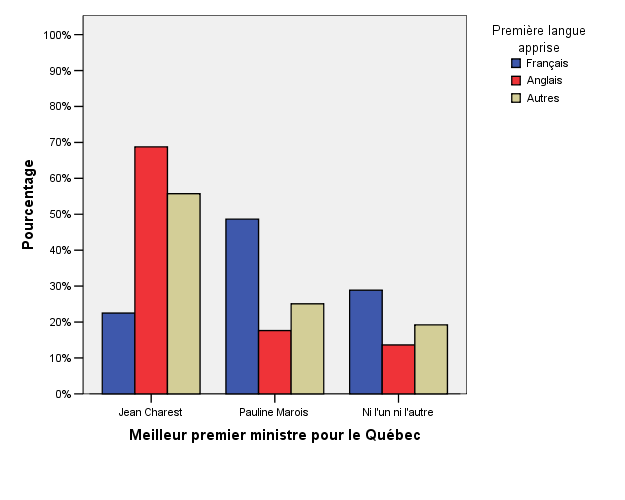 Première langue
apprise
Français
Anglais
Autres
100%
90%
80%
70%
60%
50%
40%
30%
20%
10%
0%
Pourcentage
Jean Charest
Pauline Marois
Ni l'un ni l'autre
Meilleur premier ministre pour le Québec